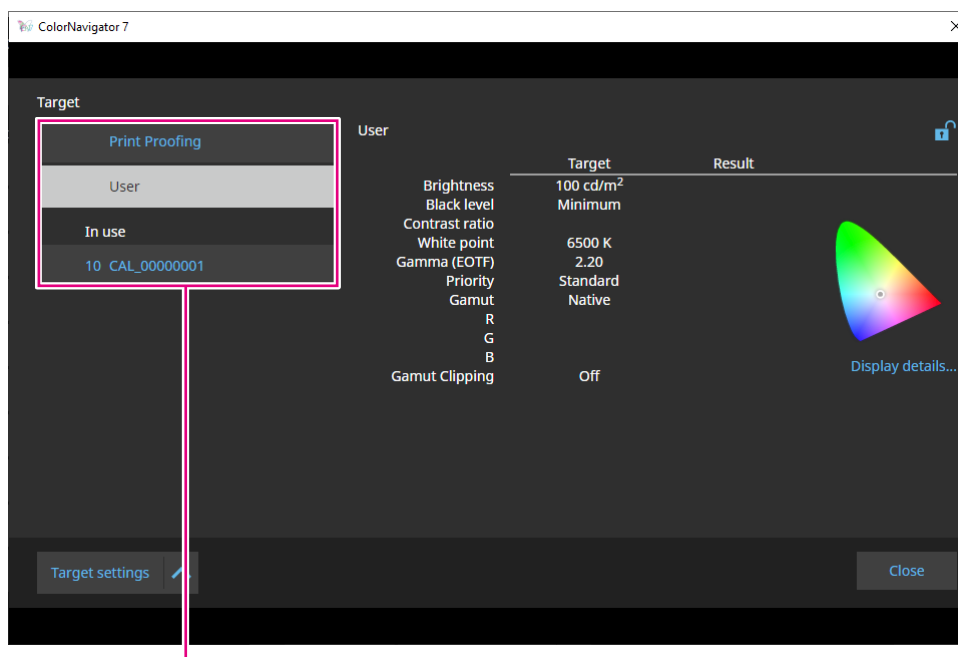 ColorNavigator 7
Target
Print Proofing
User
In use
10 CAL_00000001
User
Target Result
Brightness 100 cd/m²
Black level Minimum
Contrast ratio
White point 6500 K
Gamma (EOTF) 2.20
Priority Standard
Gamut Native
R
G
B
Gamut Clipping Off
Display details...
Target settings
Close